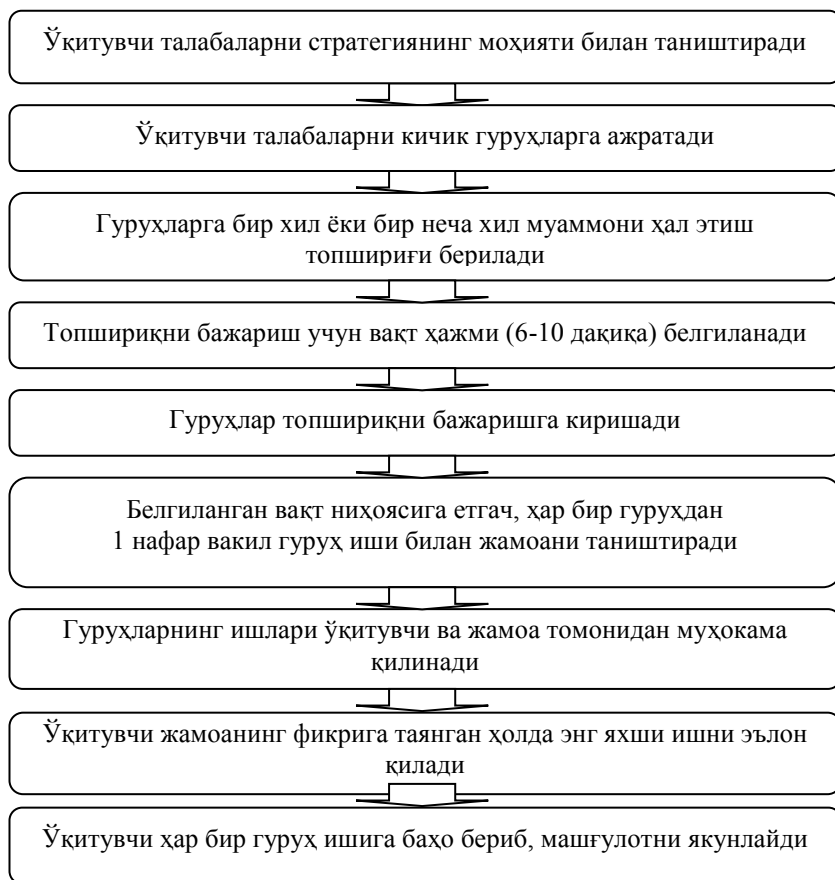 Ўқитувчи талабаларни стратегиянинг моҳияти билан таништиради
Ўқитувчи талабаларни кичик гуруҳларга ажратади
Гуруҳларга бир хил ёки бир неча хил муаммони ҳал этиш
топшириғи берилади
Топшириқни бажариш учун вақт ҳажми (6-10 дақиқа) белгиланади
Гуруҳлар топшириқни бажаришга киришади
Белгиланган вақт ниҳоясига етгач, ҳар бир гуруҳдан
1 нафар вакил гуруҳ иши билан жамоани таништиради
Гуруҳларнинг ишлари ўқитувчи ва жамоа томонидан муҳокама
қилинади
Ўқитувчи жамоанинг фикрига таянган ҳолда энг яхши ишни эълон
қилади
Ўқитувчи ҳар бир гуруҳ ишига баҳо бериб, машғулотни якунлайди